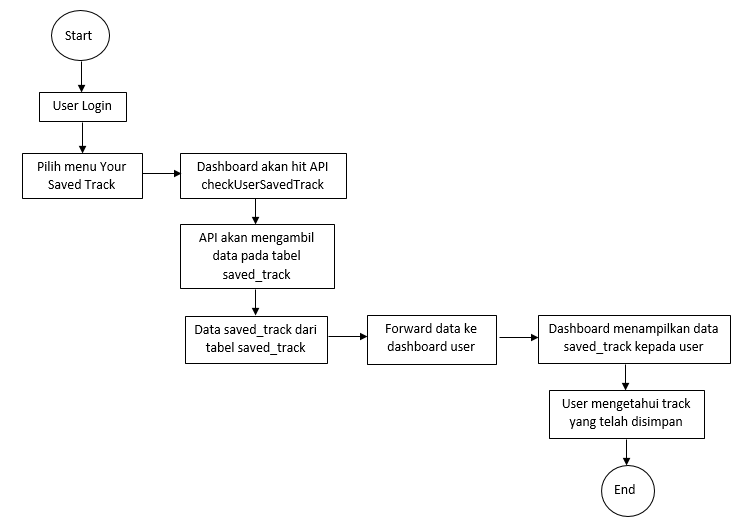 Start
User Login
Pilih menu Your
Saved Track
Dashboard akan hit API
checkUserSavedTrack
API akan mengambil
data pada tabel
saved_track
Data saved_track dari
tabel saved_track
Forward data ke
dashboard user
Dashboard menampilkan data
saved_track kepada user
User mengetahui track
yang telah disimpan
End